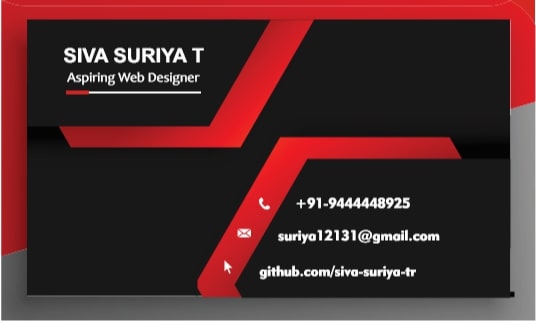 SIVA SURIYA T
Aspiring Web Designer
+91-9444448925
suriya12131@gmail.com
github.com/siva-suriya-tr